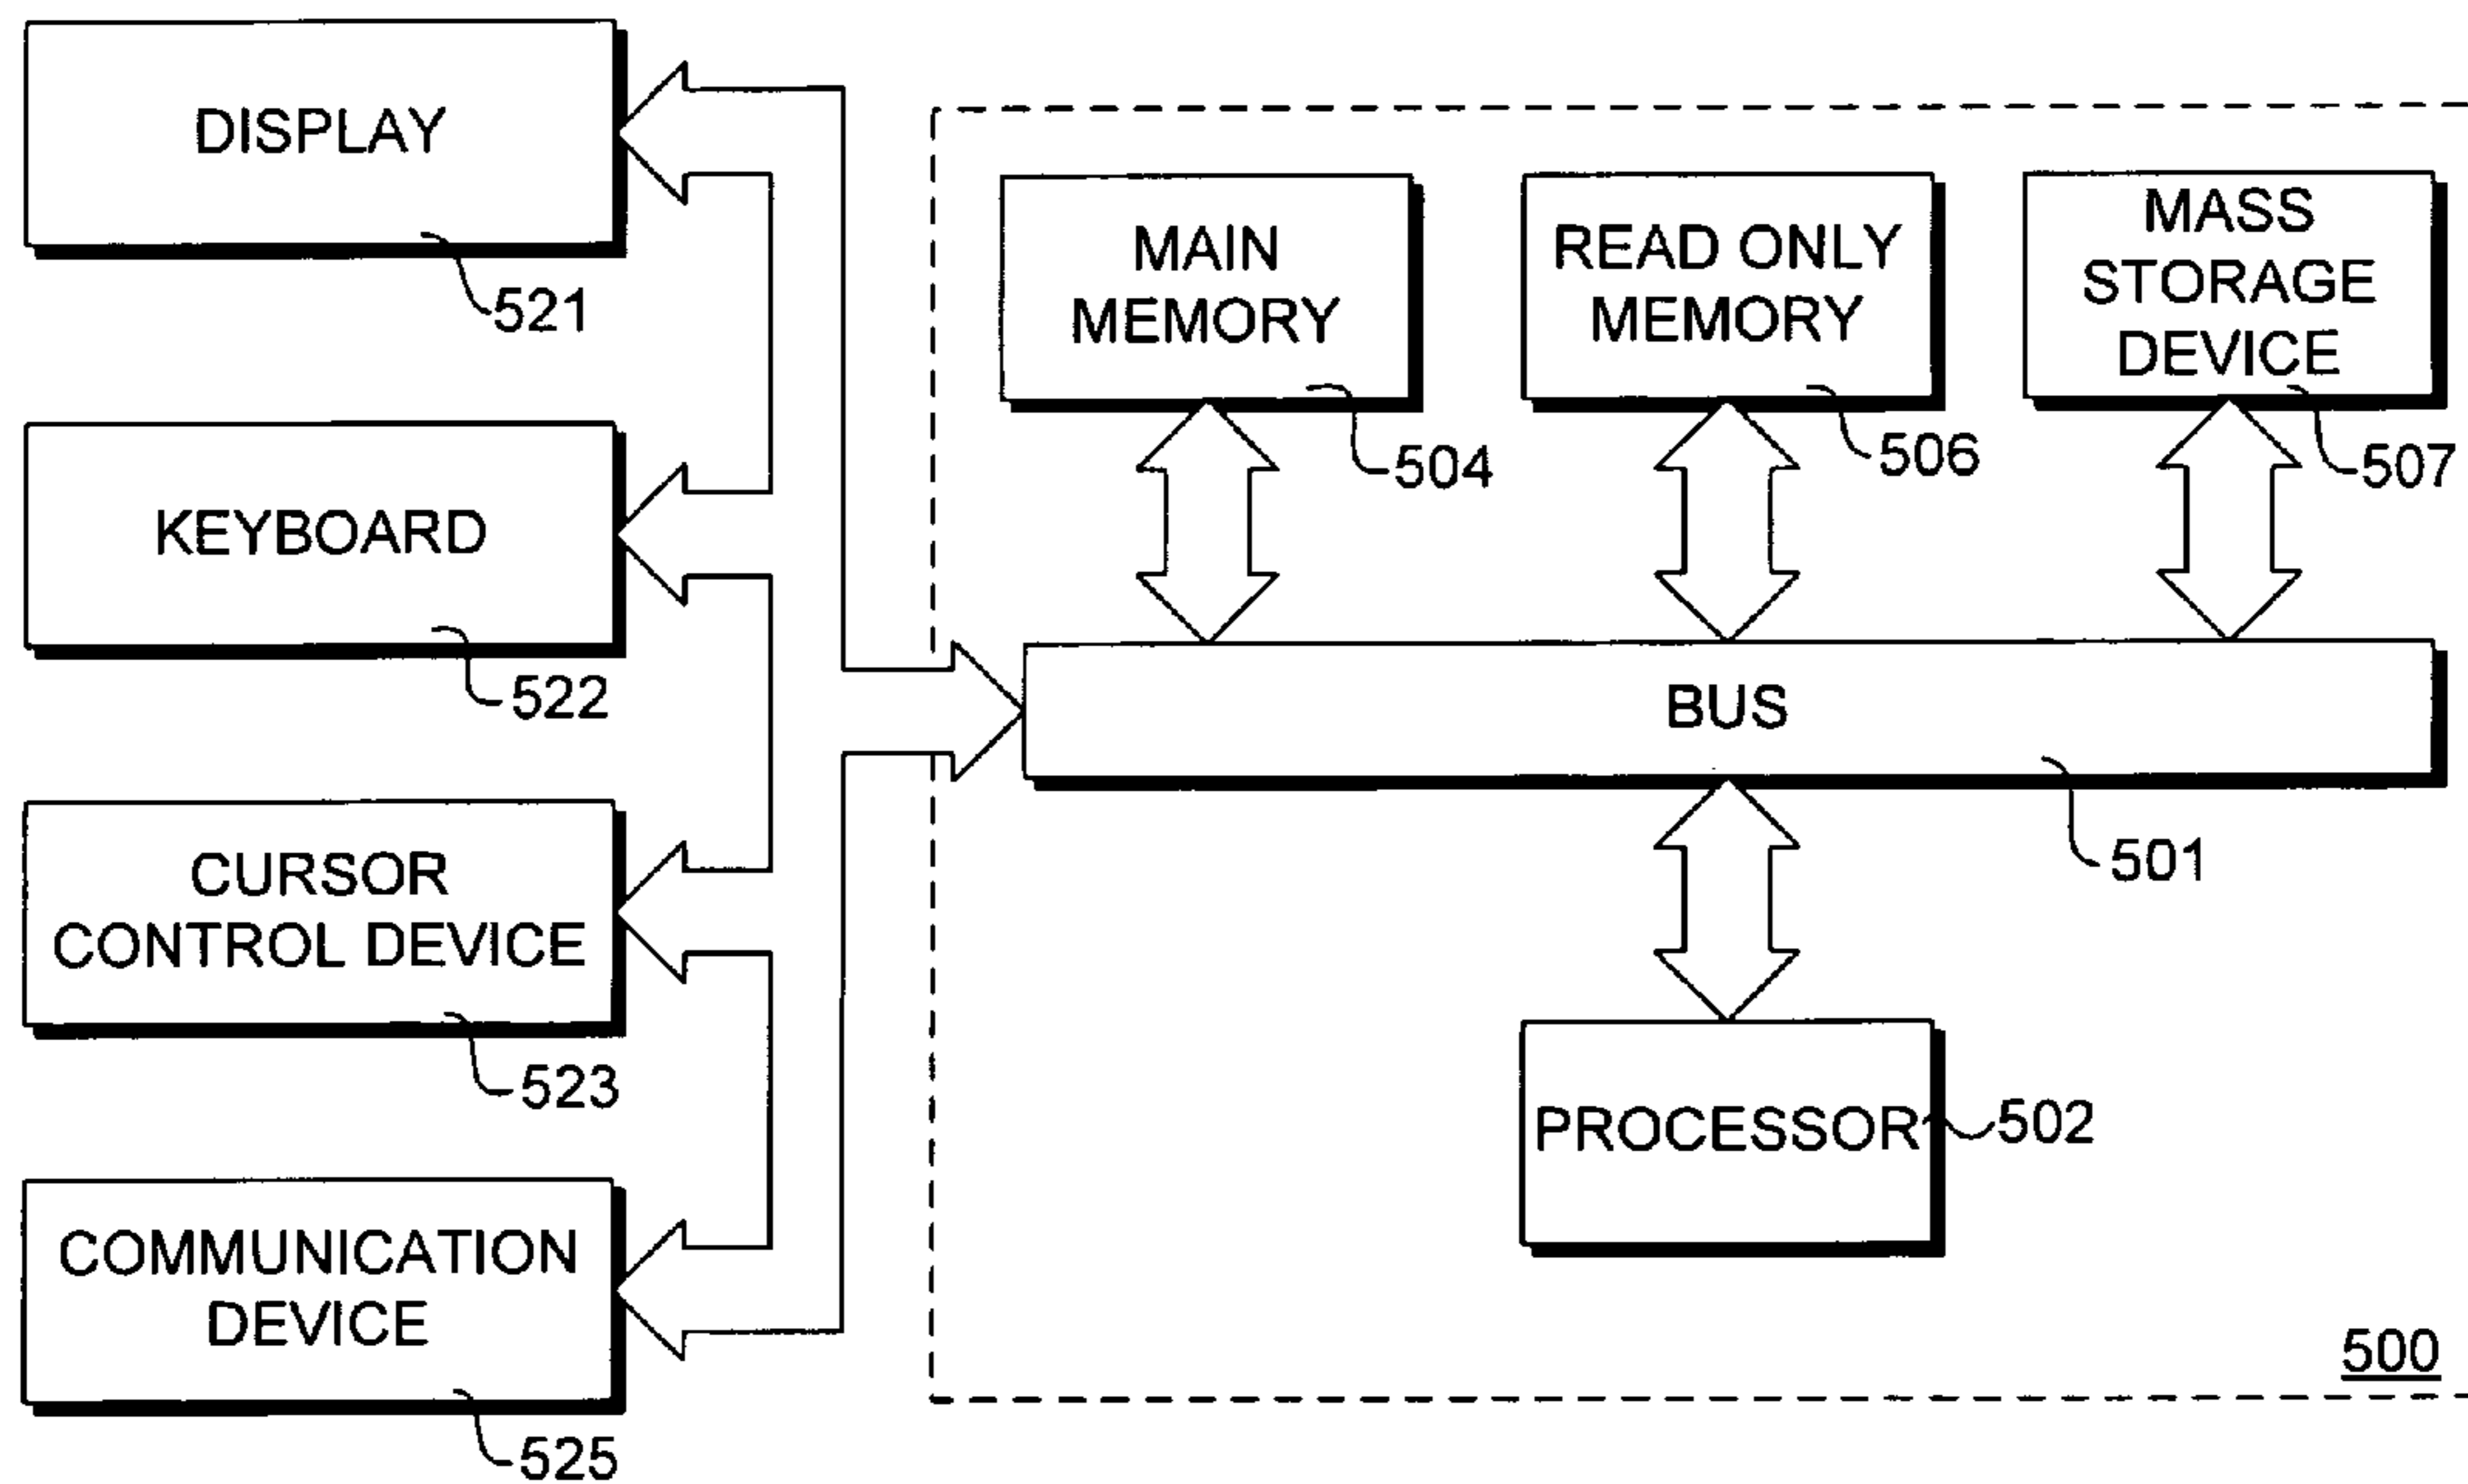 DISPLAY
521
KEYBOARD
522
CURSOR
CONTROL DEVICE
523
COMMUNICATION
DEVICE
525
MAIN
MEMORY
504
READ ONLY
MEMORY
506
MASS
STORAGE
DEVICE
507
BUS
501
PROCESSOR
502
500